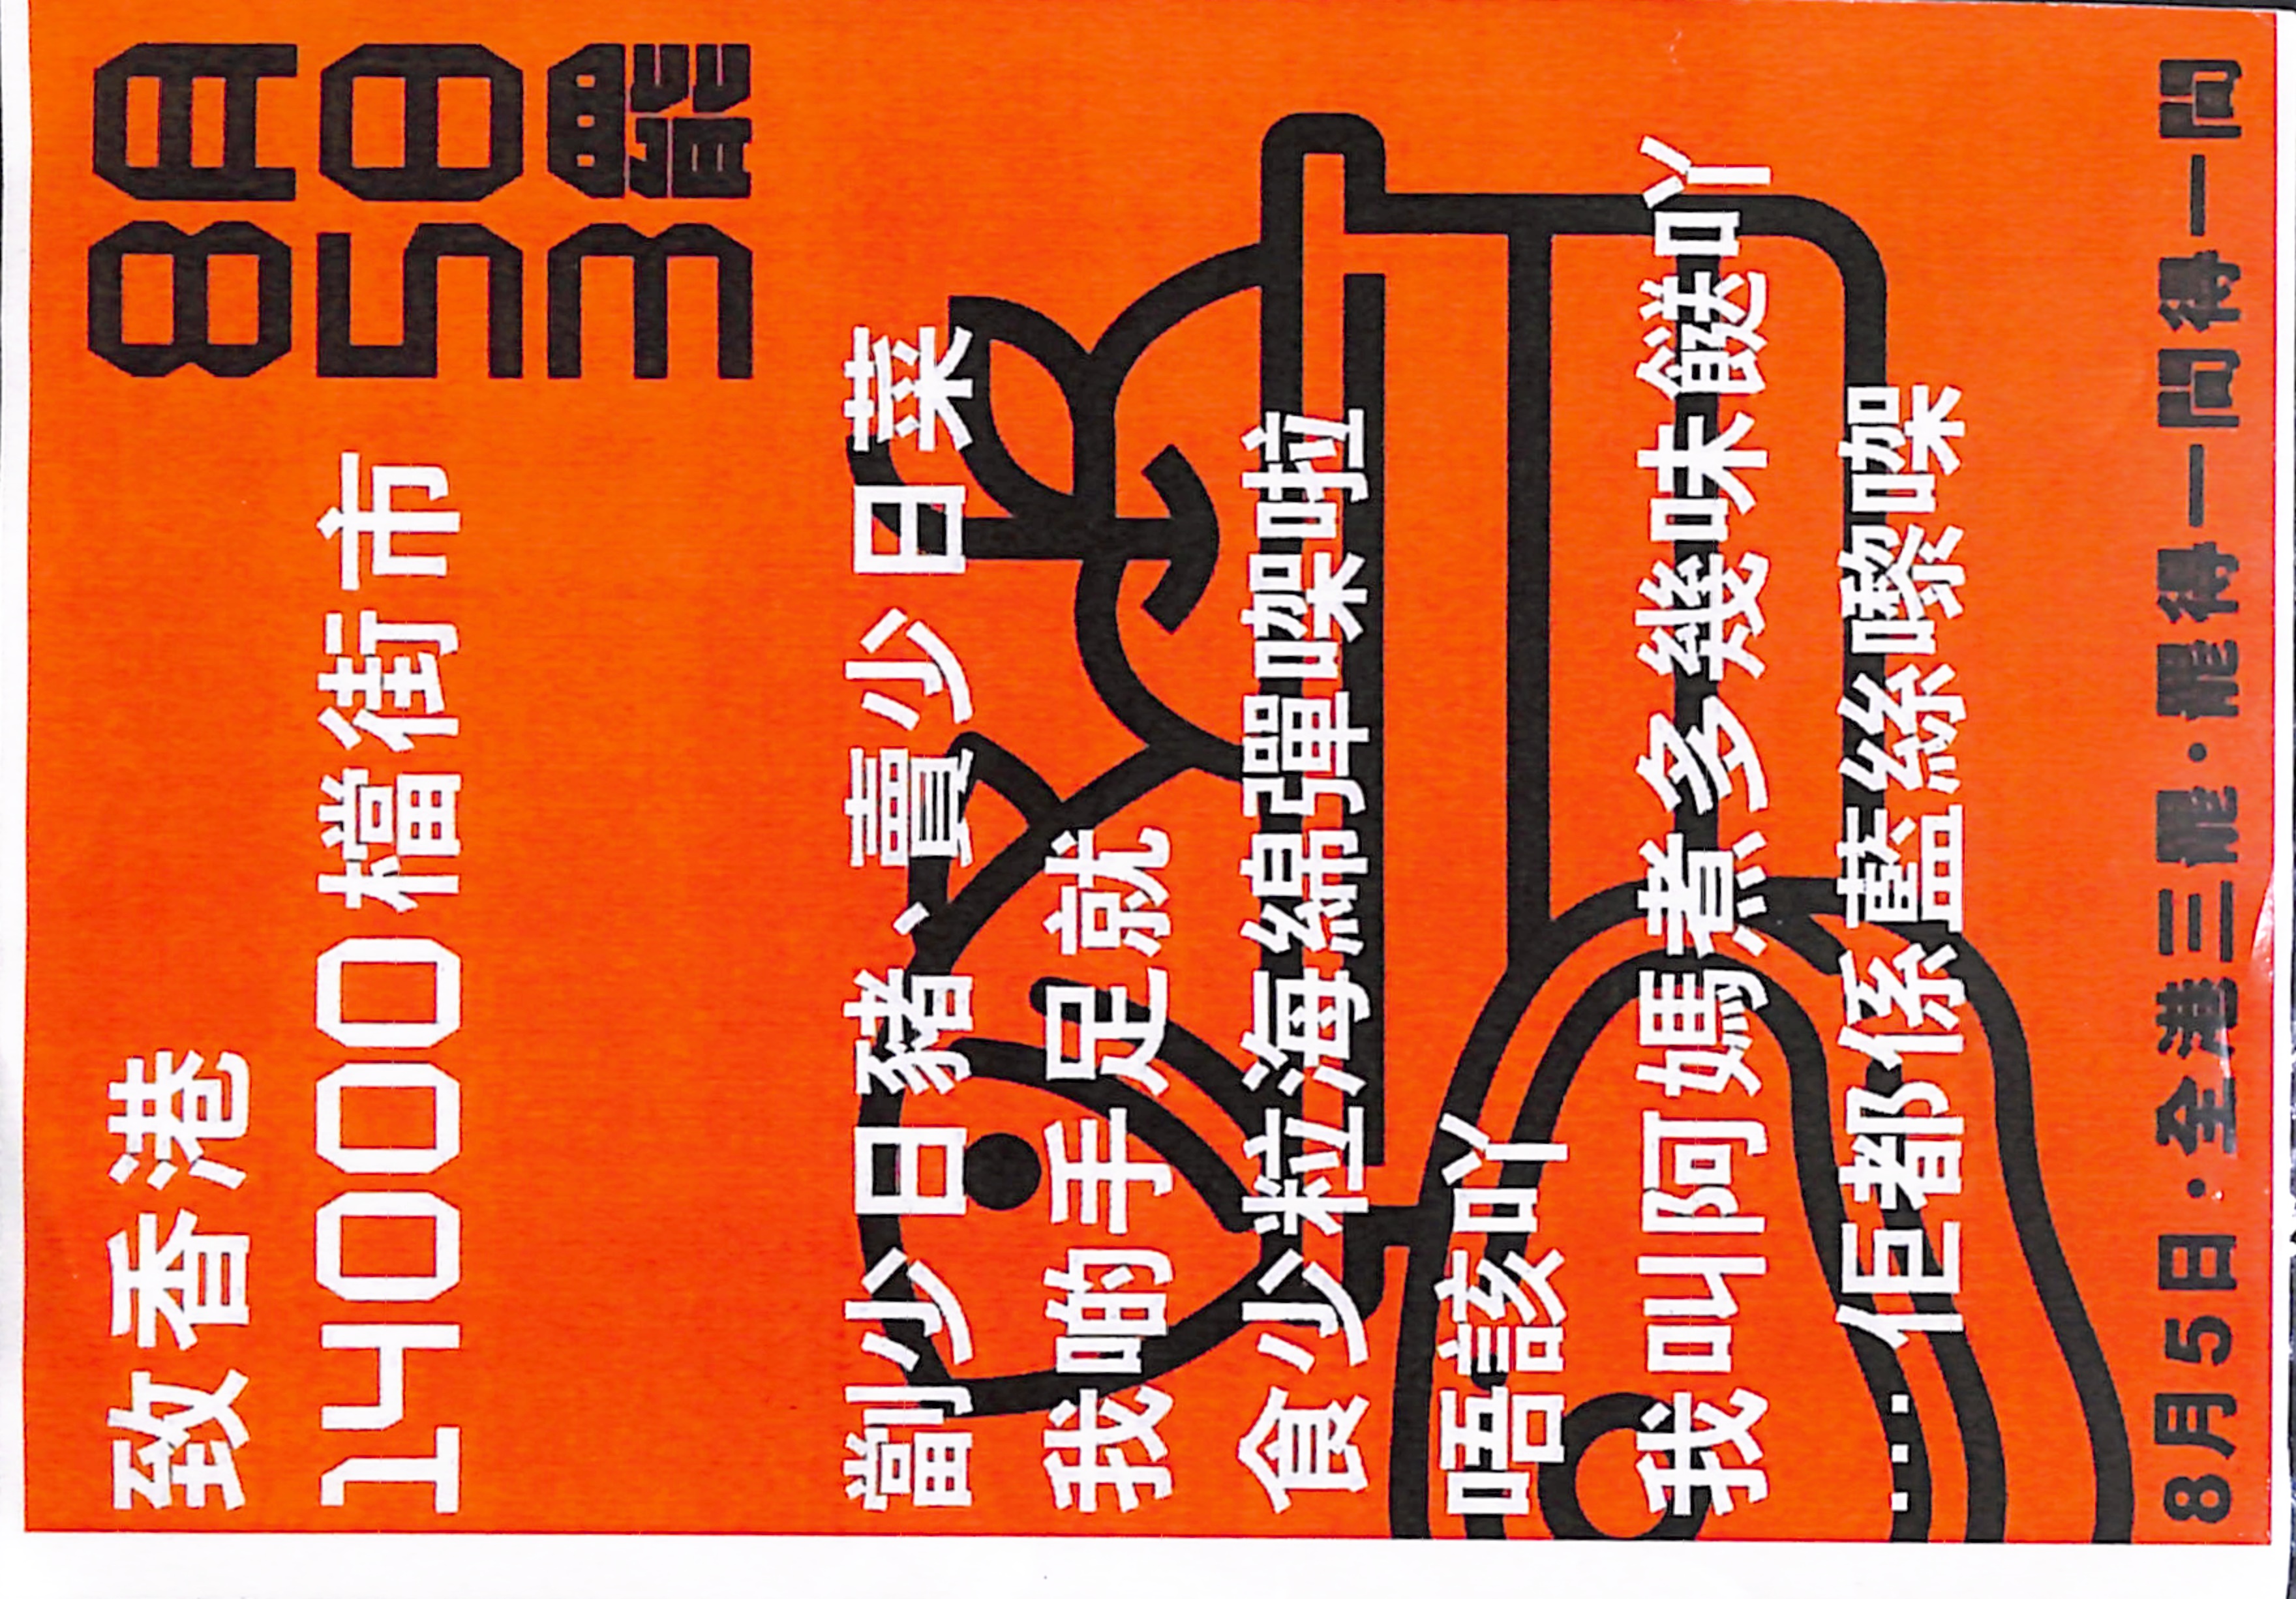 致香港
14000檔街市
8月
5日
3罷
劏少日豬、賣少日菜
我啲手足就
食少粒海綿彈㗎啦
唔該吖
我叫阿媽煮多幾味餸吖
...佢都係藍絲嚟㗎
8月5日·全港三罷·罷得一間得一間